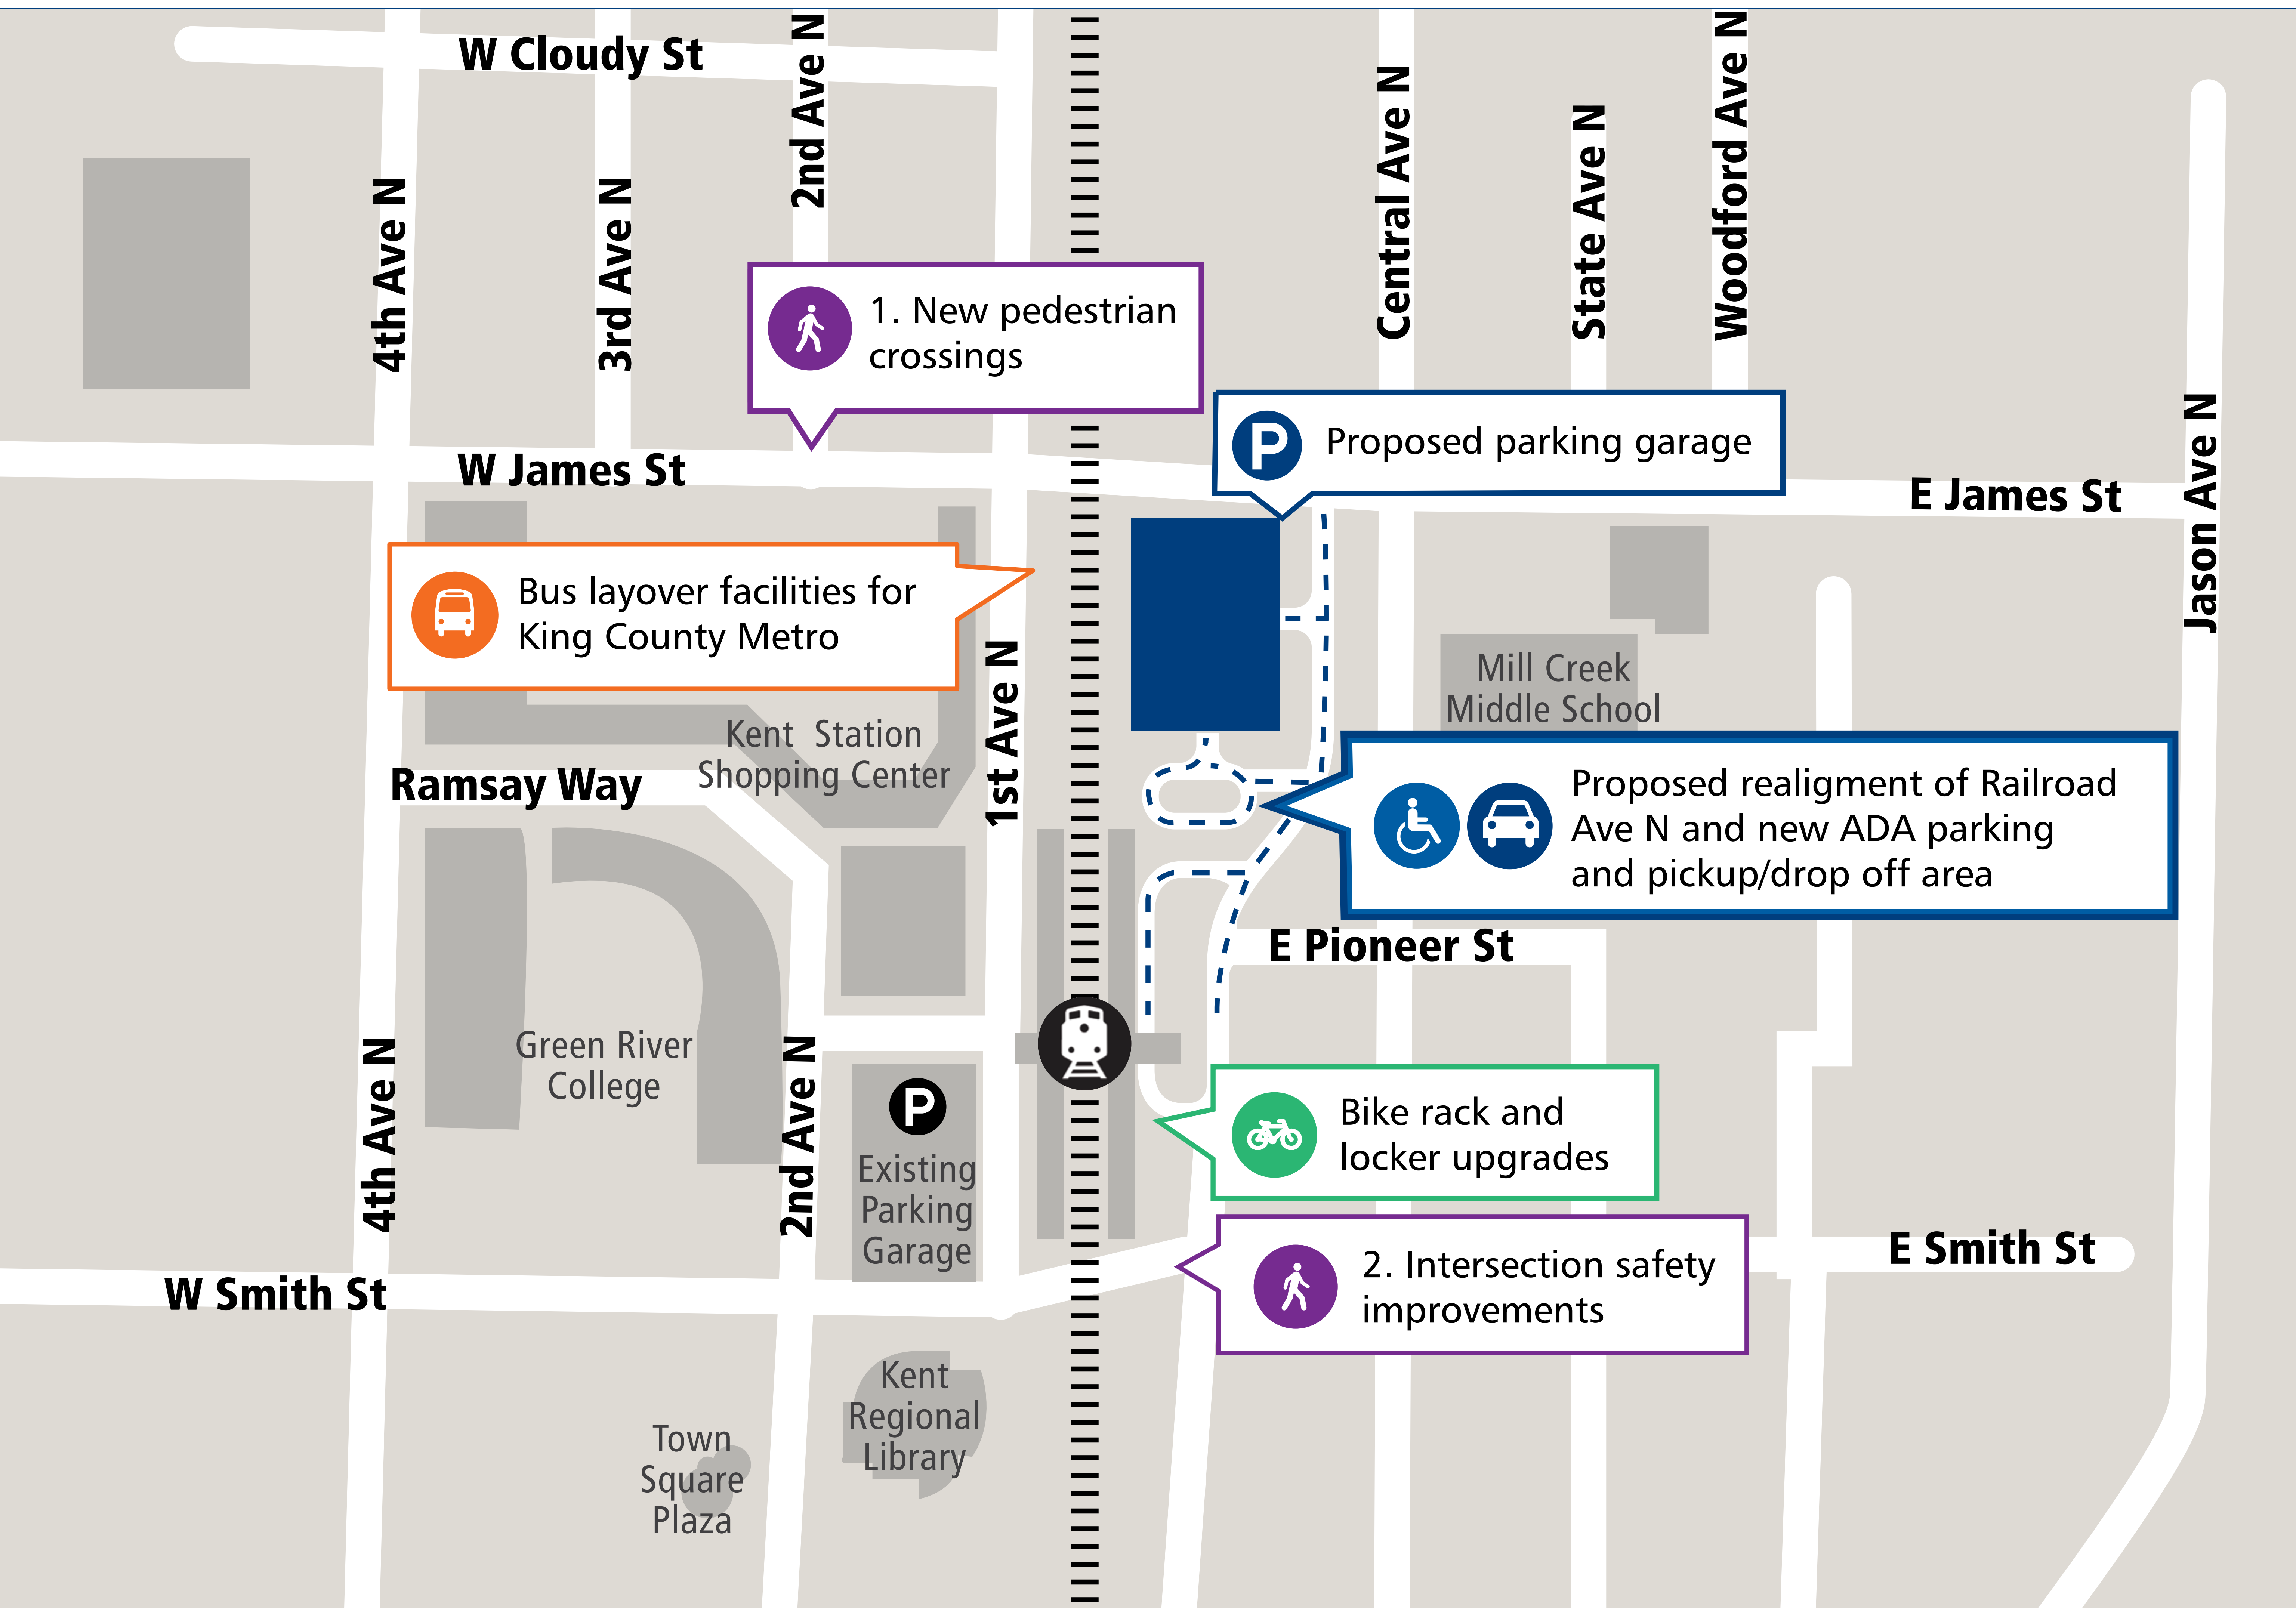 W Cloudy St
2nd Ave N
Woodford Ave N
Central Ave N
State Ave N
4th Ave N
3rd Ave N
1. New pedestrian
crossings
P
Proposed parking garage
W James St
E James St
Jason Ave N
Bus layover facilities for
King County Metro
Mill Creek
Middle School
1st Ave N
Kent Station
Shopping Center
Ramsay Way
Proposed realigment of Railroad
Ave N and new ADA parking
and pickup/drop off area
E Pioneer St
Green River
College
4th Ave N
2nd Ave N
P
Existing
Parking
Garage
Bike rack and
locker upgrades
2. Intersection safety
improvements
E Smith St
W Smith St
Kent
Regional
Library
Town
Square
Plaza